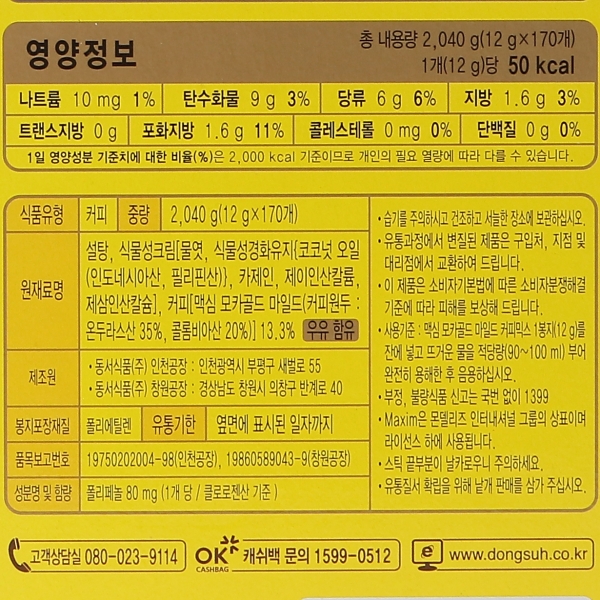 영양정보
총 내용량 2,040 g(12 g×170개)
1개(12 g)당 50 kcal
나트륨 10 mg 1% 탄수화물 9 g 3% 당류 6 g 6% 지방 1.6 g 3%
트랜스지방 0 g 포화지방 1.6 g 11% 콜레스테롤 0 mg 0% 단백질 0 g 0%
1일 영양성분 기준치에 대한 비율(%)은 2,000 kcal 기준이므로 개인의 필요 열량에 따라 다를 수 있습니다.
식품유형 커피 중량 2,040 g(12 g×170개)
원재료명
설탕, 식물성크림[물엿, 식물성경화유지{코코넛 오일
(인도네시아산, 필리핀산)}, 카제인, 제이인산칼륨,
제삼인산칼슘], 커피[맥심 모카골드 마일드(커피원두 :
온두라스산 35%, 콜롬비아산 20%)] 13.3% 우유 함유
제조원
• 동서식품(주) 인천공장 : 인천광역시 부평구 새벌로 55
• 동서식품(주) 창원공장 : 경상남도 창원시 의창구 반계로 40
봉지포장재질 폴리에틸렌 유통기한 옆면에 표시된 일자까지
품목보고번호 19750202004-98(인천공장), 19860589043-9(창원공장)
성분명 및 함량 폴리페놀 80 mg (1개 당 / 클로로젠산 기준)
• 습기를 주의하시고 건조하고 서늘한 장소에 보관하십시오.
• 유통과정에서 변질된 제품은 구입처, 지점 및
대리점에서 교환하여 드립니다.
• 이 제품은 소비자기본법에 따른 소비자분쟁해결
기준에 따라 피해를 보상해 드립니다.
• 사용기준 : 맥심 모카골드 마일드 커피믹스 1봉지(12 g)를
잔에 넣고 뜨거운 물을 적당량(90~100 ml) 부어
완전히 용해한 후 음용하십시오.
• 부정, 불량식품 신고는 국번 없이 1399
• Maxim은 몬델리즈 인터내셔널 그룹의 상표이며
라이선스 하에 사용됩니다.
• 스틱 끝부분이 날카로우니 주의하세요.
• 유통질서 확립을 위해 낱개 판매를 삼가 주십시오.
고객상담실 080-023-9114
OK CASHBAG 캐쉬백 문의 1599-0512
e www.dongsuh.co.kr